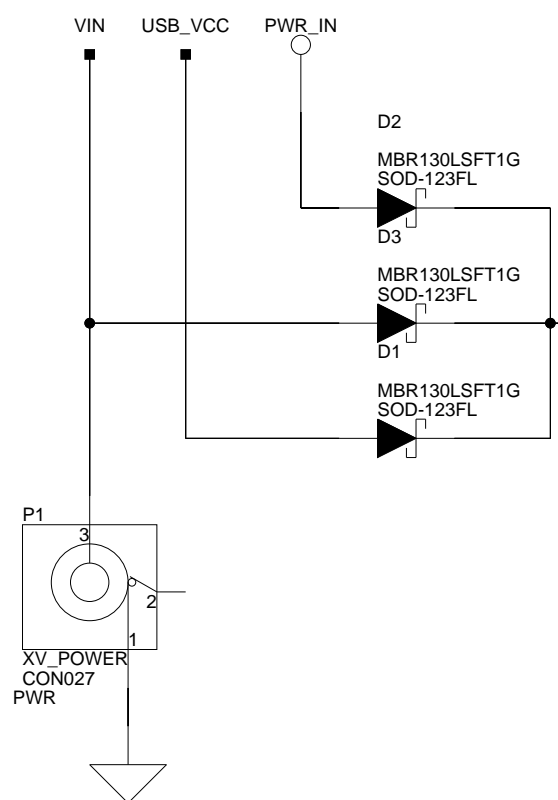 VIN USB_VCC PWR_IN
D2
MBR130LSFT1G
SOD-123FL
D3
MBR130LSFT1G
SOD-123FL
D1
MBR130LSFT1G
SOD-123FL
P1
3
2
1
XV_POWER
CON027
PWR